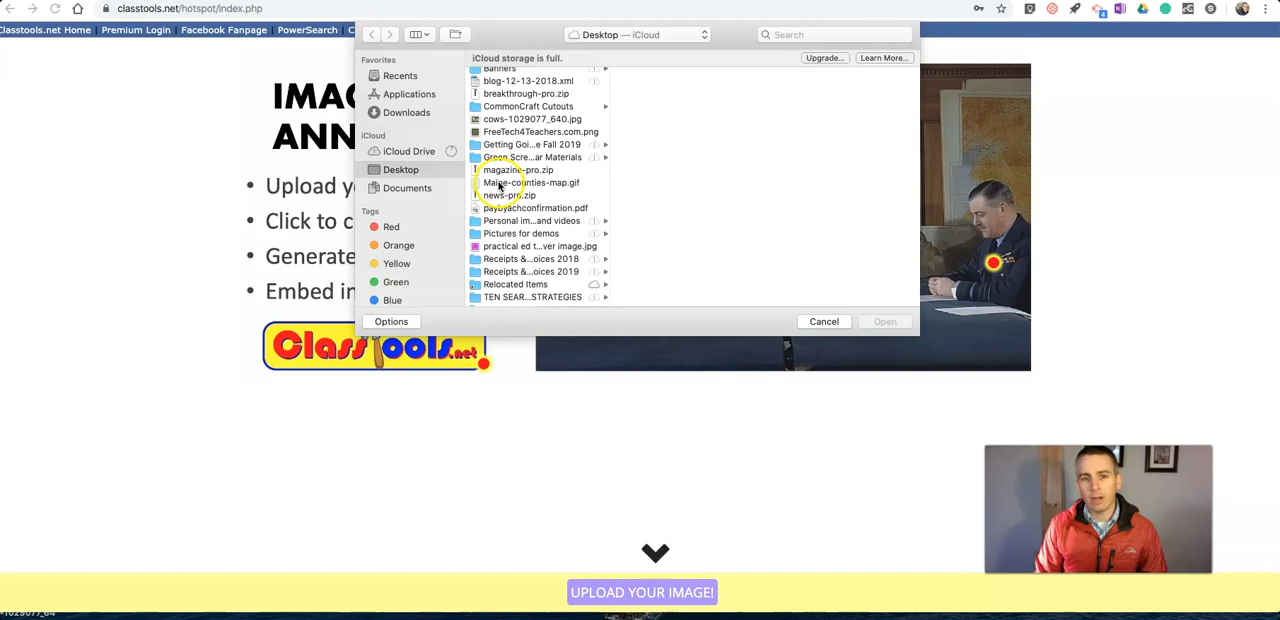 classtools.net/hotspot/index.php
Classtools.net Home | Premium Login | Facebook Fanpage | PowerSearch | C
Desktop — iCloud
Search
Favorites
Recents
Applications
Downloads
iCloud
iCloud Drive
Desktop
Documents
Tags
Red
Orange
Yellow
Green
Blue
iCloud storage is full.
Upgrade...
Learn More...
Banners
blog-12-13-2018.xml
breakthrough-pro.zip
CommonCraft Cutouts
cows-1029077_640.jpg
FreeTech4Teachers.com.png
Getting Goi...e Fall 2019
Green Scre...ar Materials
magazine-pro.zip
Maine-counties-map.gif
news-pro.zip
paybyachconfirmation.pdf
Personal im...and videos
Pictures for demos
practical ed t...ver image.jpg
Receipts &...oices 2018
Receipts &...oices 2019
Relocated Items
TEN SEAR...STRATEGIES
Options
Cancel
Open
IMA
ANN
• Upload y
• Click to c
• Generate
• Embed in
ClassTools.net
UPLOAD YOUR IMAGE!